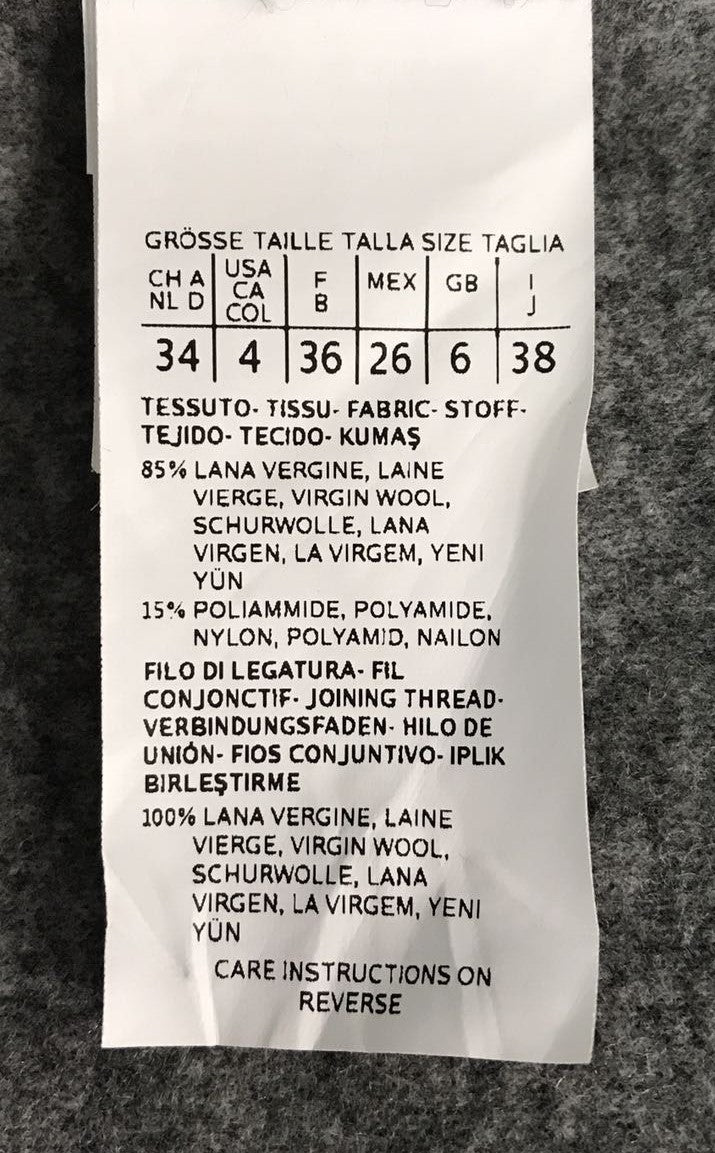 GRÖSSE TAILLE TALLA SIZE TAGLIA
CH A USA F MEX GB I
NL D CA B J
COL
34 4 36 26 6 38
TESSUTO- TISSU- FABRIC- STOFF-
TEJIDO- TECIDO- KUMAŞ
85% LANA VERGINE, LAINE
VIERGE, VIRGIN WOOL,
SCHURWOLLE, LANA
VIRGEN, LA VIRGEM, YENI
YÜN
15% POLIAMMIDE, POLYAMIDE,
NYLON, POLYAMID, NAILON
FILO DI LEGATURA- FIL
CONJONCTIF- JOINING THREAD-
VERBINDUNGSFADEN- HILO DE
UNIÓN- FIOS CONJUNTIVO- IPLIK
BIRLEŞTIRME
100% LANA VERGINE, LAINE
VIERGE, VIRGIN WOOL,
SCHURWOLLE, LANA
VIRGEN, LA VIRGEM, YENI
YÜN
CARE INSTRUCTIONS ON
REVERSE